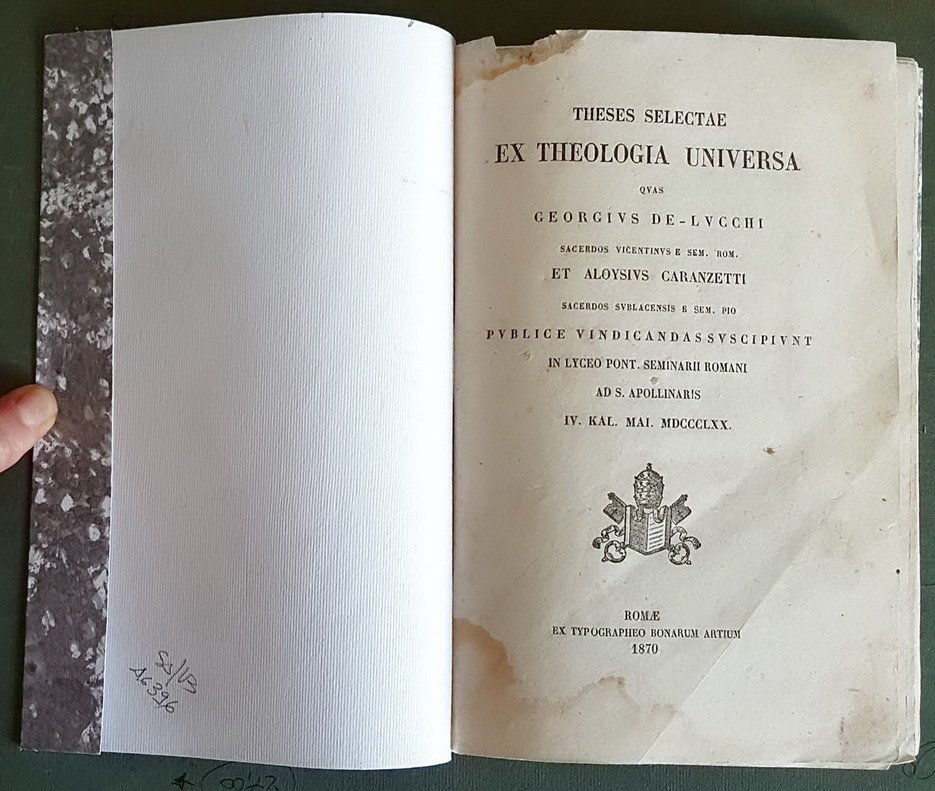 THESES SELECTAE
EX THEOLOGIA UNIVERSA
QVAS
GEORGIVS DE-LVCCHI
SACERDOS VICENTINVS E SEM. ROM.
ET ALOYSIVS CARANZETTI
SACERDOS SVBLACENSIS E SEM. PIO
PVBLICE VINDICANDAS SVSCIPIVNT
IN LYCEO PONT. SEMINARII ROMANI
AD S. APOLLINARIS
IV. KAL. MAI. MDCCCLXX.
ROMÆ
EX TYPOGRAPHEO BONARUM ARTIUM
1870
A6396